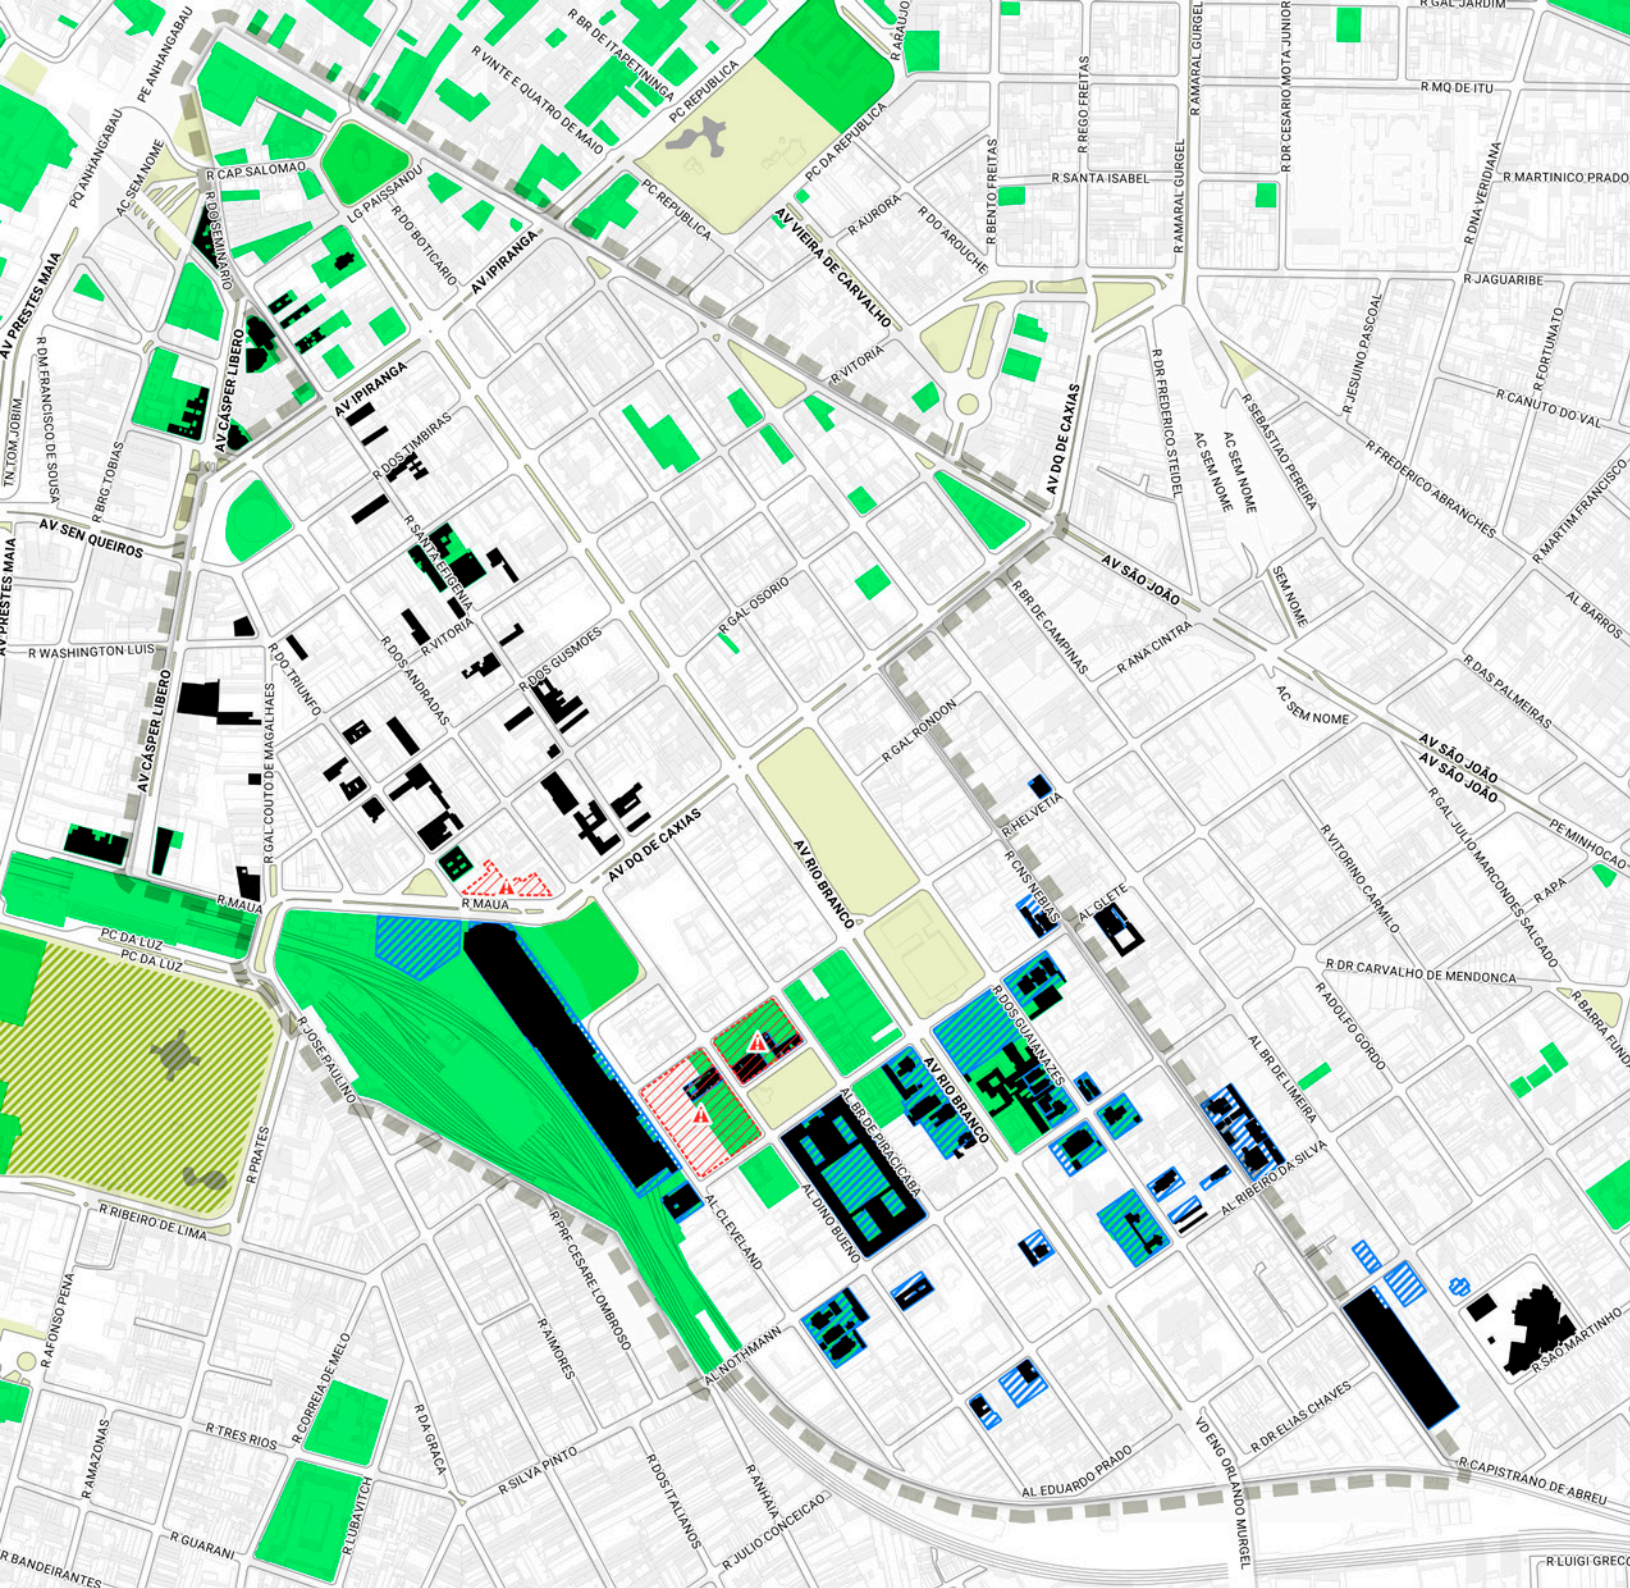 R GAL JARDIM
R BR DE ITAPETININGA
R ARAUJO
R AMARAL GURGEL
R DR CESARIO MOTA JUNIOR
PE ANHANGABAU
R VINTE E QUATRO DE MAIO
PC REPUBLICA
R REGO FREITAS
R MQ DE ITU
PQ ANHANGABAU
AC SEM NOME
R CAP SALOMAO
LG PAISSANDU
PC DA REPUBLICA
R BENTO FREITAS
R SANTA ISABEL
R AMARAL GURGEL
R DNA VERIDIANA
R MARTINICO PRADO
R DO SEMINARIO
R DO BOTICARIO
PC REPUBLICA
R AURORA
R DO AROUCHE
AV IPIRANGA
AV VIEIRA DE CARVALHO
R JAGUARIBE
AV PRESTES MAIA
R DM FRANCISCO DE SOUSA
AV CÁSPER LIBERO
AV IPIRANGA
R VITORIA
R JESUINO PASCOAL
R FORTUNATO
R DR FREDERICO STEIDEL
R CANUTO DO VAL
TN TOM JOBIM
R BRG TOBIAS
R DOS TIMBIRAS
AV DQ DE CAXIAS
AC SEM NOME
AC SEM NOME
R SEBASTIAO PEREIRA
R FREDERICO ABRANCHES
R MARTIM FRANCISCO
AV SEN QUEIROS
R SANTA EFIGENIA
AV PRESTES MAIA
AV SÃO JOÃO
SEM NOME
AL BARROS
R GAL OSORIO
R BR DE CAMPINAS
R ANA CINTRA
R WASHINGTON LUIS
R DO TRIUNFO
R DOS ANDRADAS
R VITORIA
R DOS GUSMOES
R DAS PALMEIRAS
AC SEM NOME
AV CÁSPER LIBERO
R GAL COUTO DE MAGALHAES
R GAL RONDON
AV SÃO JOÃO
AV SÃO JOÃO
R HELVETIA
R GAL JULIO MARCONDES SALGADO
PE MINHOCAO
AV DQ DE CAXIAS
AV RIO BRANCO
R CNS NEBIAS
R VITORINO CARMILO
R APA
R MAUA
R MAUA
AL GLETE
PC DA LUZ
PC DA LUZ
R DR CARVALHO DE MENDONCA
R DOS GUAIANAZES
R ADOLFO GORDO
R BARRA FUNDA
R JOSE PAULINO
AV RIO BRANCO
AL BR DE LIMEIRA
AL BR DE PIRACICABA
R PRATES
AL RIBEIRO DA SILVA
AL DINO BUENO
AL CLEVELAND
R RIBEIRO DE LIMA
R PRF CESARE LOMBROSO
R AFONSO PENA
R AIMORES
AL NOTHMANN
R SAO MARTINHO
R CORREIA DE MELO
R DR ELIAS CHAVES
R TRES RIOS
R DA GRACA
R AMAZONAS
VD ENG ORLANDO MURGEL
R SILVA PINTO
R DOS ITALIANOS
R ANHAIA
AL EDUARDO PRADO
R CAPISTRANO DE ABREU
R LUBAVITCH
R JULIO CONCEICAO
R GUARANI
R BANDEIRANTES
R LUIGI GRECO